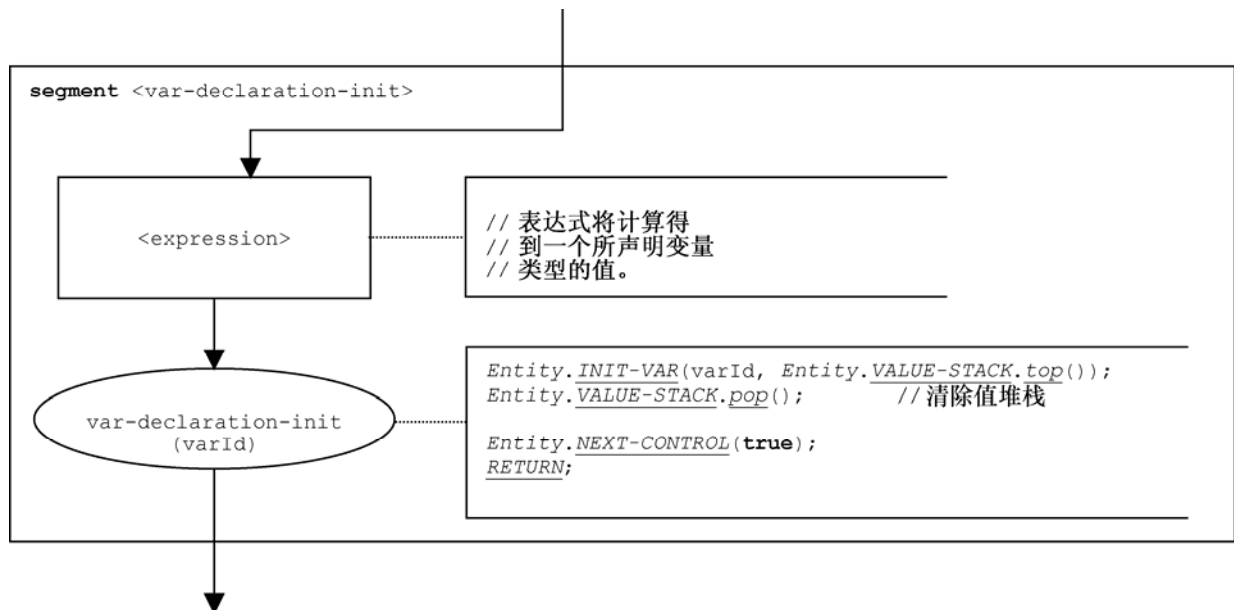 segment <var-declaration-init>
<expression>
// 表达式将计算得
// 到一个所声明变量
// 类型的值。
var-declaration-init
(varId)
Entity.INIT-VAR(varId, Entity.VALUE-STACK.top());
Entity.VALUE-STACK.pop(); // 清除值堆栈
Entity.NEXT-CONTROL(true);
RETURN;